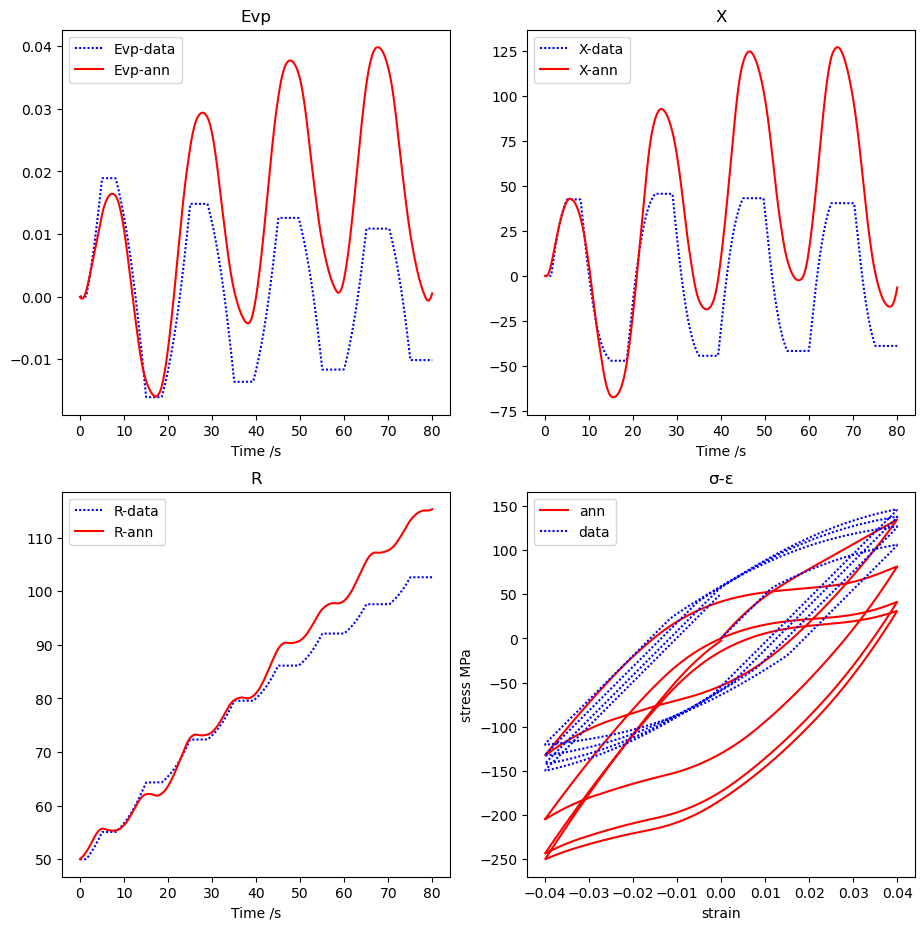 Evp
Evp-data
Evp-ann
0.04
0.03
0.02
0.01
0.00
−0.01
0 10 20 30 40 50 60 70 80
Time /s
X
X-data
X-ann
125
100
75
50
25
0
−25
−50
−75
0 10 20 30 40 50 60 70 80
Time /s
R
R-data
R-ann
110
100
90
80
70
60
50
0 10 20 30 40 50 60 70 80
Time /s
σ-ε
ann
data
stress MPa
150
100
50
0
−50
−100
−150
−200
−250
−0.04 −0.03 −0.02 −0.01 0.00 0.01 0.02 0.03 0.04
strain